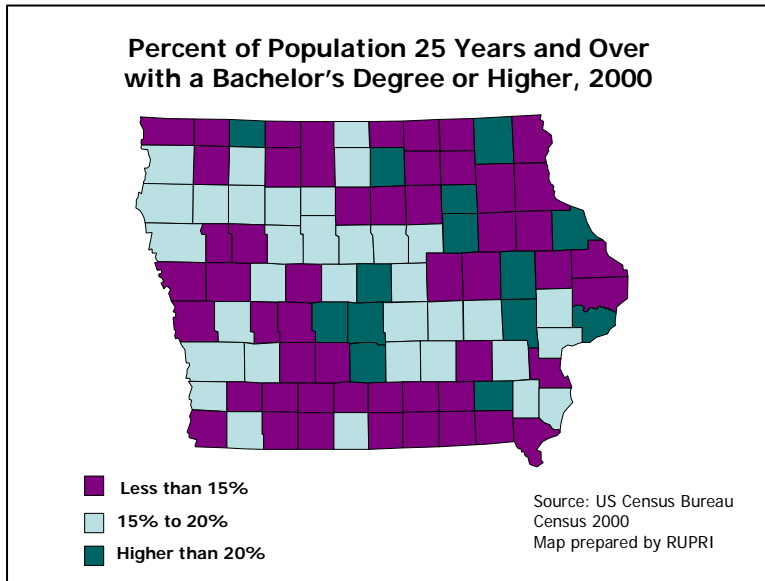 Percent of Population 25 Years and Over
with a Bachelor's Degree or Higher, 2000
Less than 15%
15% to 20%
Higher than 20%
Source: US Census Bureau
Census 2000
Map prepared by RUPRI